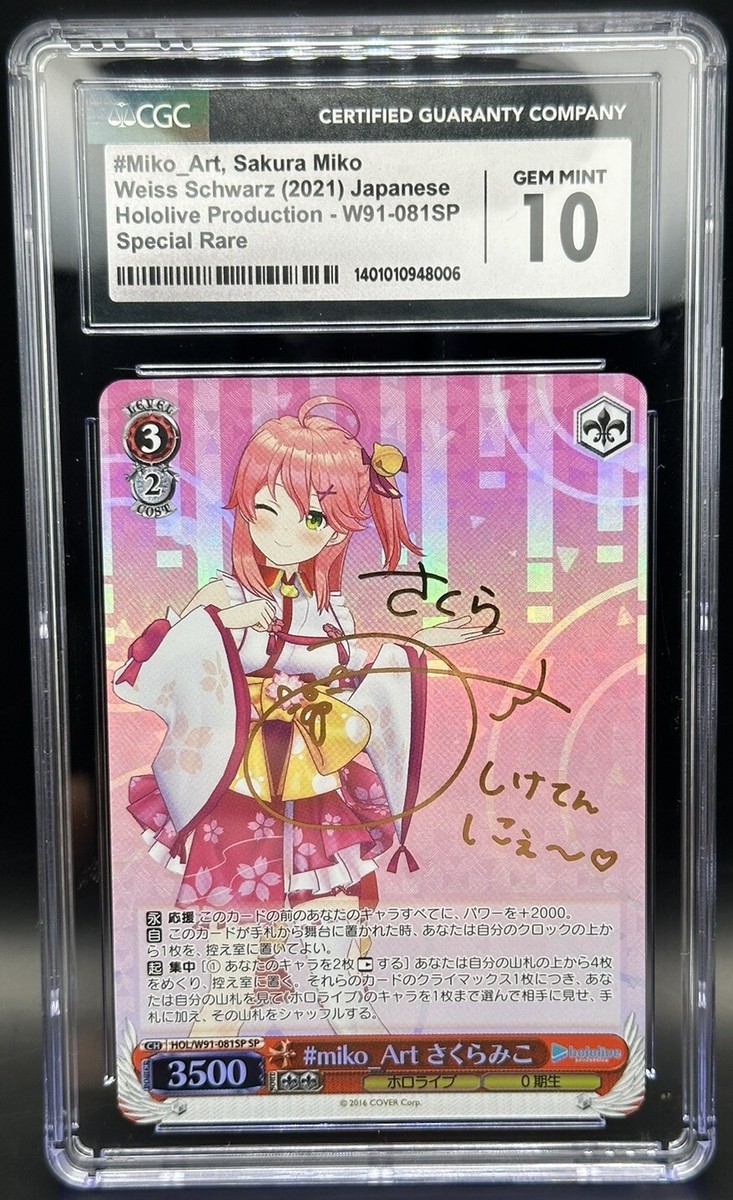 CGC
CERTIFIED GUARANTY COMPANY
#Miko_Art, Sakura Miko
Weiss Schwarz (2021) Japanese
Hololive Production - W91-081SP
Special Rare
1401010948006
GEM MINT
10
LEVEL
3
2
COST
さくら
しけてん
しこえ〜♡
永 応援 このカードの前のあなたのキャラすべてに、パワーを+2000。
自 このカードが手札から舞台に置かれた時、あなたは自分のクロックの上か
ら1枚を、控え室に置いてよい。
起 集中 [① あなたのキャラを2枚 する] あなたは自分の山札の上から4枚
をめくり、控え室に置く。それらのカードのクライマックス1枚につき、あな
たは自分の山札を見て《ホロライブ》のキャラを1枚まで選んで相手に見せ、手
札に加え、その山札をシャッフルする。
CH HOL/W91-081SP SP
3500
#miko_Art さくらみこ
hololive
ホロライブ
0期生
© 2016 COVER Corp.